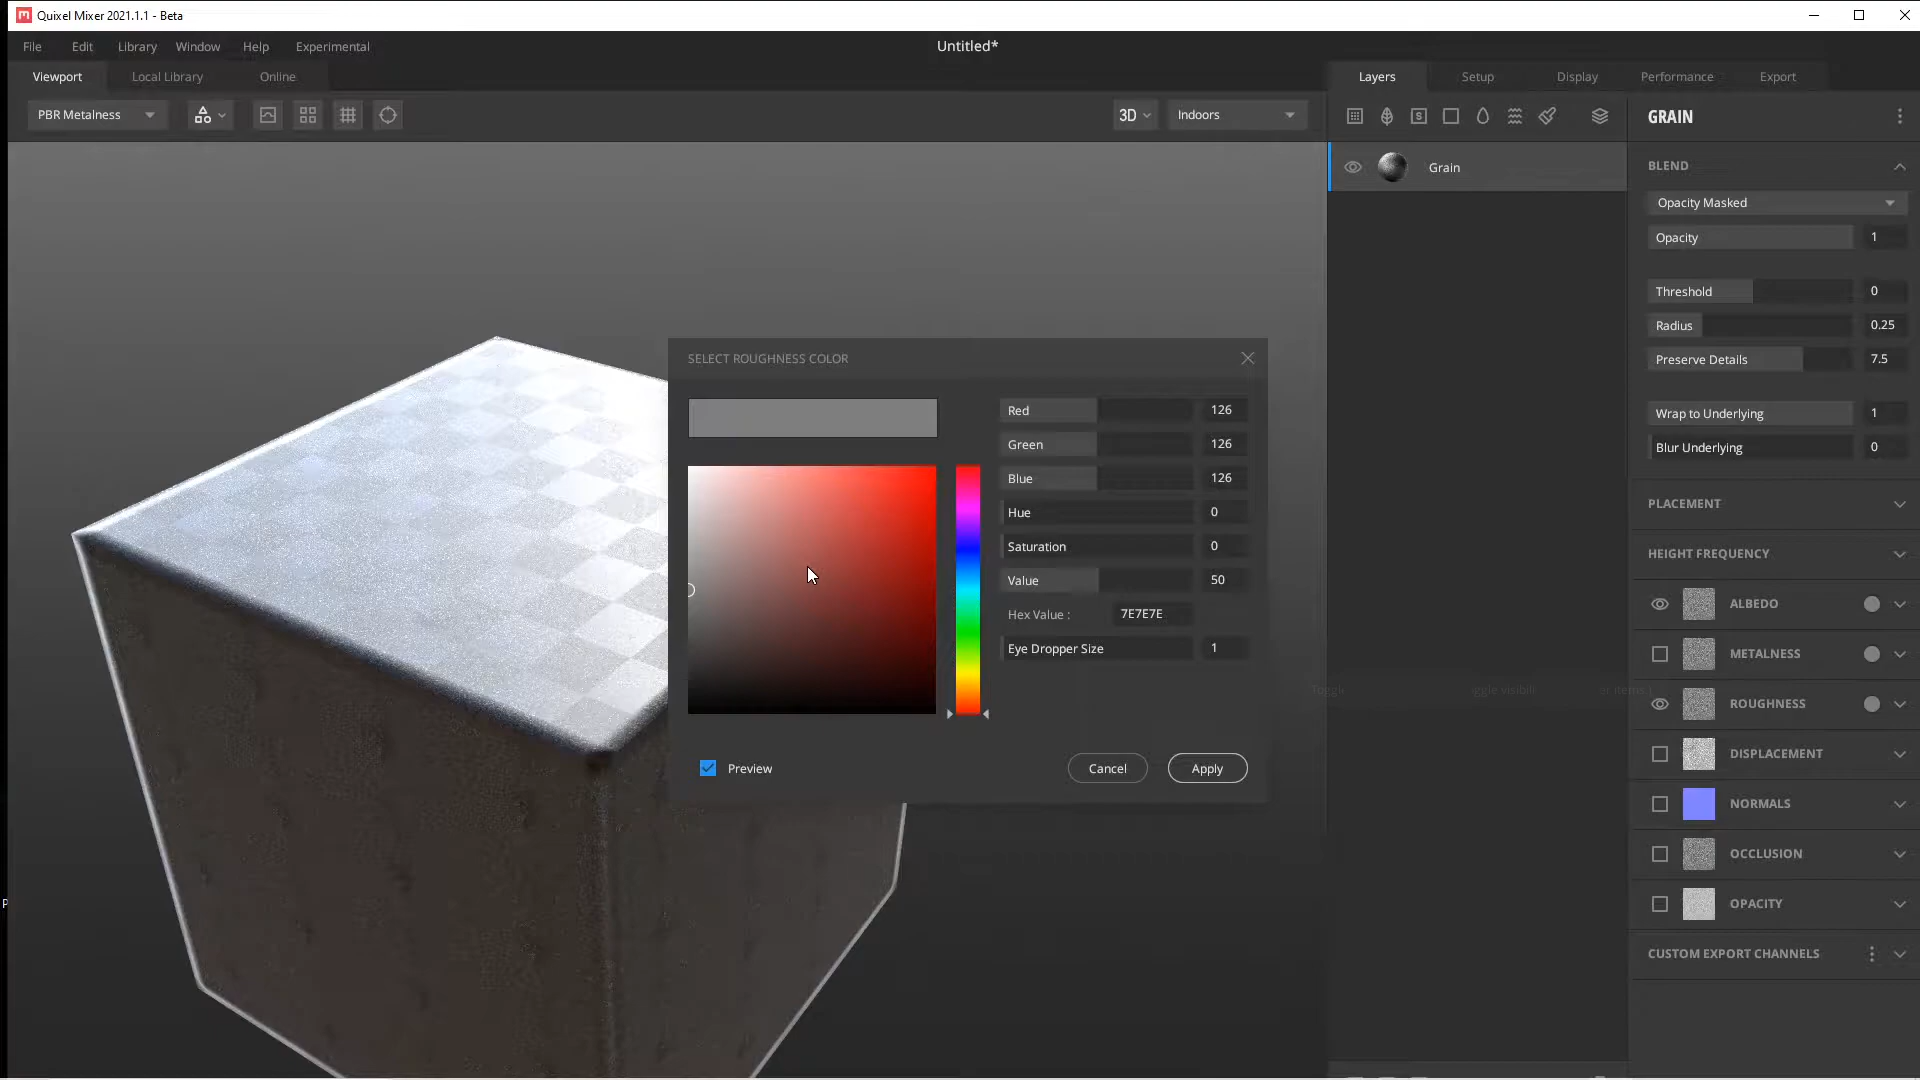 Quixel Mixer 2021.1.1 - Beta
File Edit Library Window Help Experimental
Untitled*
Viewport Local Library Online
Layers Setup Display Performance Export
PBR Metalness
3D
Indoors
GRAIN
Grain
BLEND
Opacity Masked
Opacity 1
Threshold 0
Radius 0.25
Preserve Details 7.5
Wrap to Underlying 1
Blur Underlying 0
PLACEMENT
HEIGHT FREQUENCY
ALBEDO
METALNESS
ROUGHNESS
DISPLACEMENT
NORMALS
OCCLUSION
OPACITY
CUSTOM EXPORT CHANNELS
SELECT ROUGHNESS COLOR
Red 126
Green 126
Blue 126
Hue 0
Saturation 0
Value 50
Hex Value : 7E7E7E
Eye Dropper Size 1
Preview
Cancel
Apply